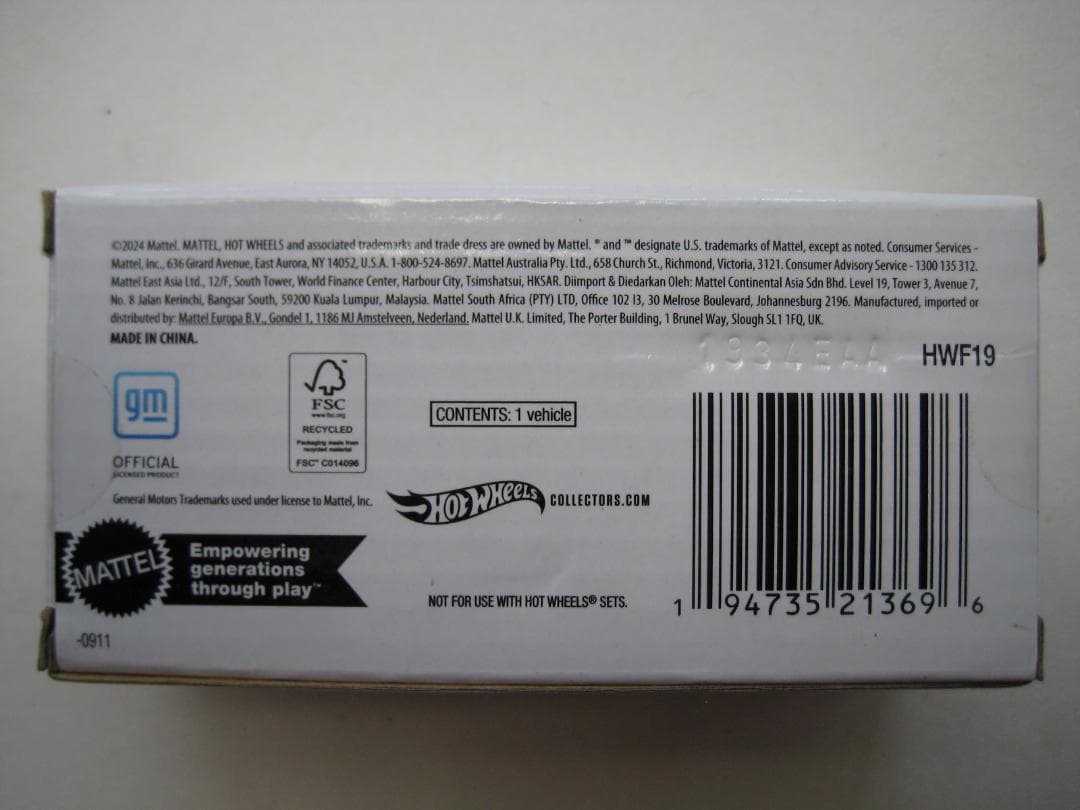 ©2024 Mattel. MATTEL, HOT WHEELS and associated trademarks and trade dress are owned by Mattel. ® and ™ designate U.S. trademarks of Mattel, except as noted. Consumer Services -
Mattel, Inc., 636 Girard Avenue, East Aurora, NY 14052, U.S.A. 1-800-524-8697. Mattel Australia Pty. Ltd., 658 Church St., Richmond, Victoria, 3121. Consumer Advisory Service - 1300 135 312.
Mattel East Asia Ltd., 12/F, South Tower, World Finance Center, Harbour City, Tsimshatsui, HKSAR. Diimport & Diedarkan Oleh: Mattel Continental Asia Sdn Bhd. Level 19, Tower 3, Avenue 7,
No. 8 Jalan Kerinchi, Bangsar South, 59200 Kuala Lumpur, Malaysia. Mattel South Africa (PTY) LTD, Office 102 I3, 30 Melrose Boulevard, Johannesburg 2196. Manufactured, imported or
distributed by: Mattel Europa B.V., Gondel 1, 1186 MJ Amstelveen, Nederland. Mattel U.K. Limited, The Porter Building, 1 Brunel Way, Slough SL1 1FQ, UK.
MADE IN CHINA.
HWF19
gm
OFFICIAL
LICENSED PRODUCT
General Motors Trademarks used under license to Mattel, Inc.
FSC
www.fsc.org
RECYCLED
Packaging made from
recycled material
FSC™ C014096
CONTENTS: 1 vehicle
HOT WHEELS COLLECTORS.COM
MATTEL
Empowering
generations
through play™
NOT FOR USE WITH HOT WHEELS® SETS.
1 94735 21369 6
-0911